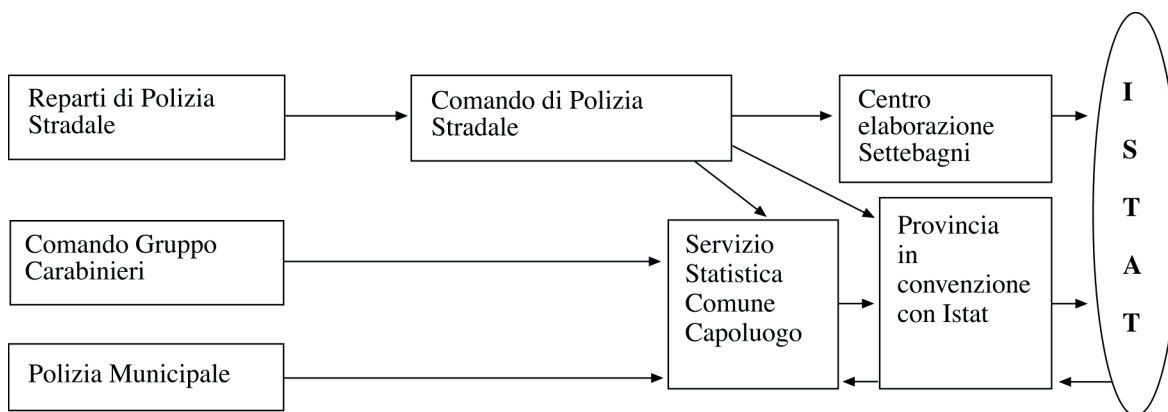 Reparti di Polizia
Stradale
Comando di Polizia
Stradale
Centro
elaborazione
Settebagni
Comando Gruppo
Carabinieri
Servizio
Statistica
Comune
Capoluogo
Provincia
in
convenzione
con Istat
Polizia Municipale
I
S
T
A
T